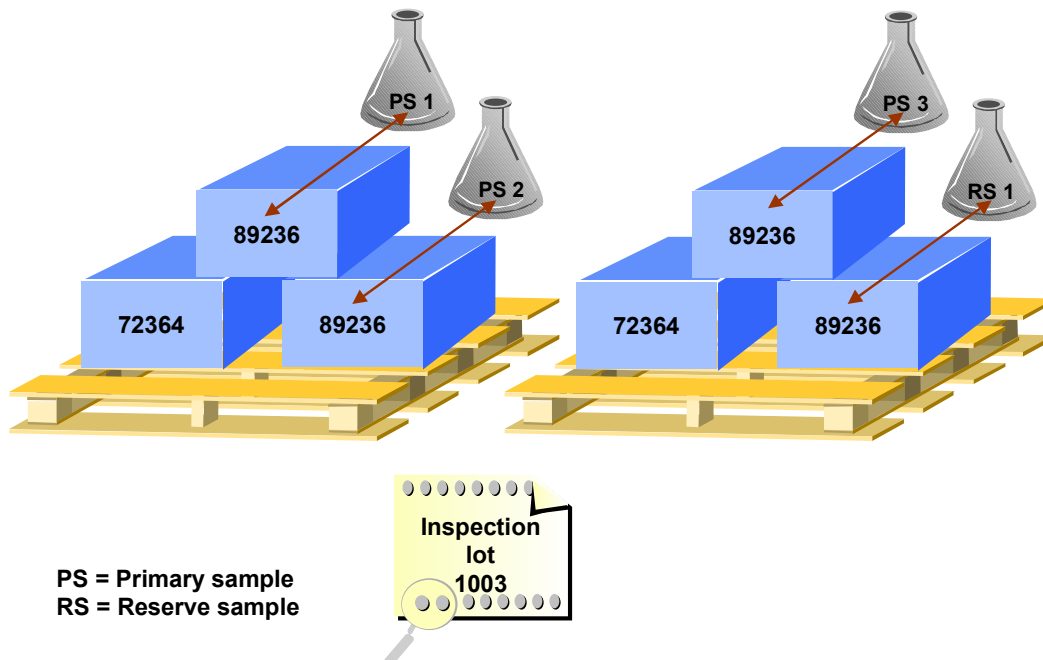 PS 1
PS 2
89236
72364
89236
PS 3
RS 1
89236
72364
89236
Inspection
lot
1003
PS = Primary sample
RS = Reserve sample